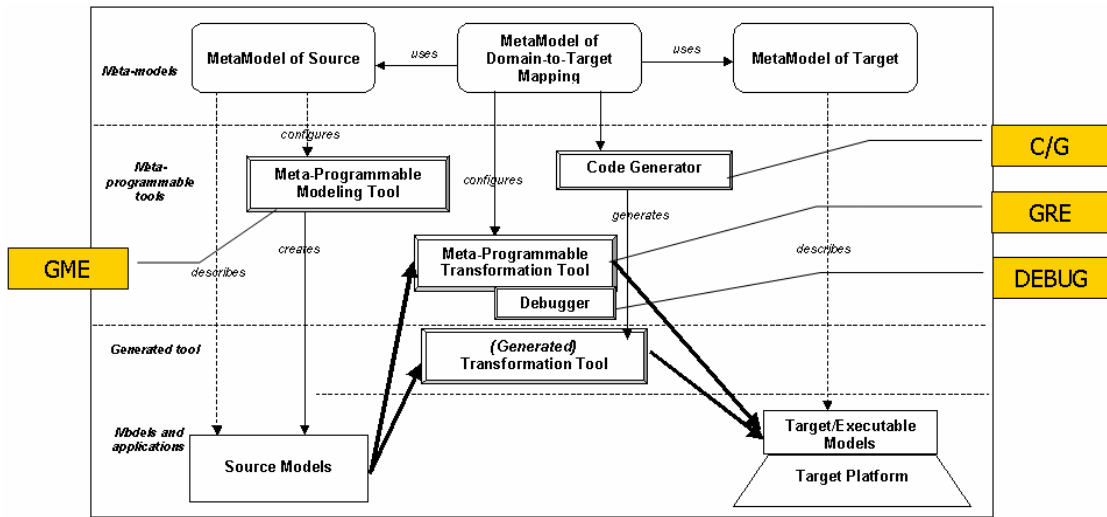 MetaModel of Source
uses
MetaModel of
Domain-to-Target
Mapping
uses
MetaModel of Target
Meta-models
configures
C/G
Meta-
programmable
tools
Meta-Programmable
Modeling Tool
configures
Code Generator
generates
GRE
GME
describes
creates
Meta-Programmable
Transformation Tool
describes
DEBUG
Debugger
Generated tool
(Generated)
Transformation Tool
Models and
applications
Source Models
Target/Executable
Models
Target Platform